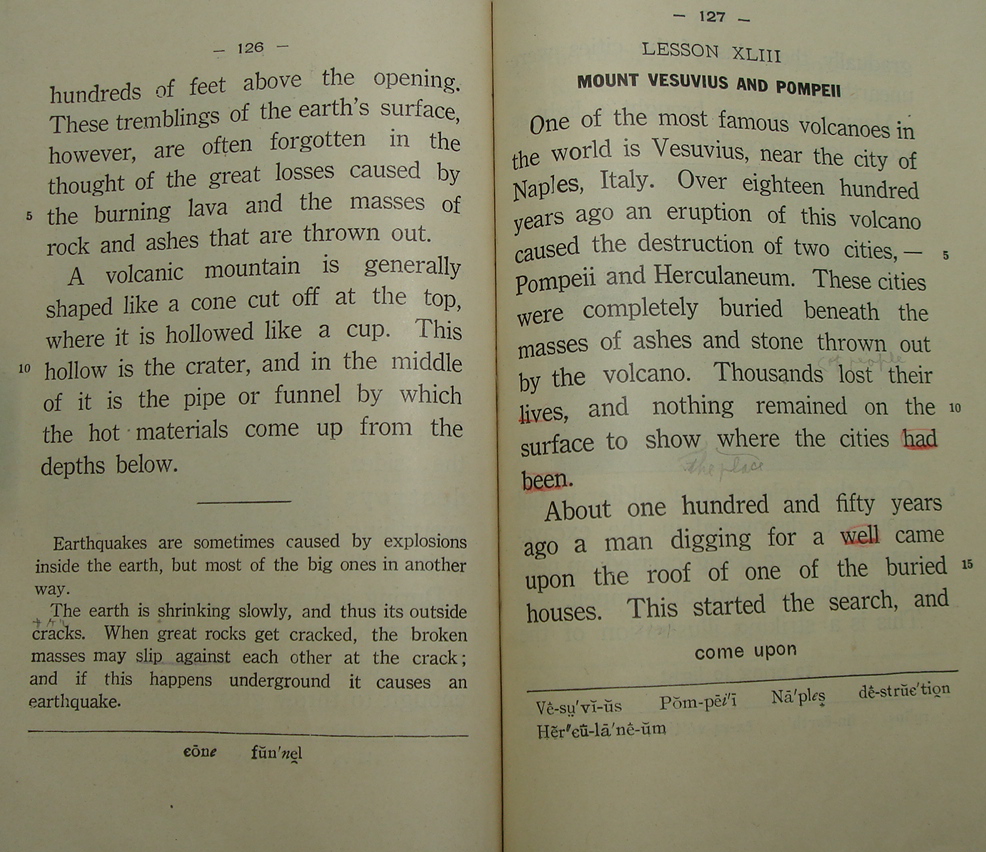 — 126 —
hundreds of feet above the opening.
These tremblings of the earth's surface,
however, are often forgotten in the
thought of the great losses caused by
5 the burning lava and the masses of
rock and ashes that are thrown out.
A volcanic mountain is generally
shaped like a cone cut off at the top,
where it is hollowed like a cup. This
10 hollow is the crater, and in the middle
of it is the pipe or funnel by which
the hot materials come up from the
depths below.
Earthquakes are sometimes caused by explosions
inside the earth, but most of the big ones in another
way.
The earth is shrinking slowly, and thus its outside
cracks. When great rocks get cracked, the broken
masses may slip against each other at the crack;
and if this happens underground it causes an
earthquake.
cōne fŭn'nel
— 127 —
LESSON XLIII
MOUNT VESUVIUS AND POMPEII
One of the most famous volcanoes in
the world is Vesuvius, near the city of
Naples, Italy. Over eighteen hundred
years ago an eruption of this volcano
caused the destruction of two cities,— 5
Pompeii and Herculaneum. These cities
were completely buried beneath the
masses of ashes and stone thrown out
people
by the volcano. Thousands lost their
lives, and nothing remained on the 10
surface to show where the cities had
the place
been.
About one hundred and fifty years
ago a man digging for a well came
upon the roof of one of the buried 15
houses. This started the search, and
come upon
Vê-sṳ'vĭ-ŭs Pŏm-pēi'ī Nā'pleṣ dê-strŭc'tion
Hẽr"cū-lā'nê-ŭm